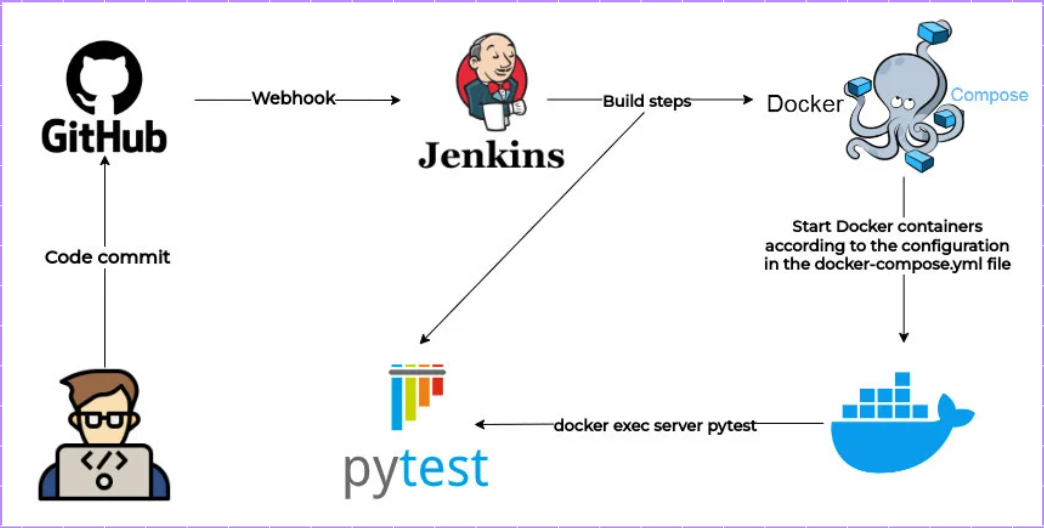 GitHub
Webhook
Jenkins
Build steps
Docker
Compose
Code commit
Start Docker containers
according to the configuration
in the docker-compose.yml file
</>
pytest
docker exec server pytest